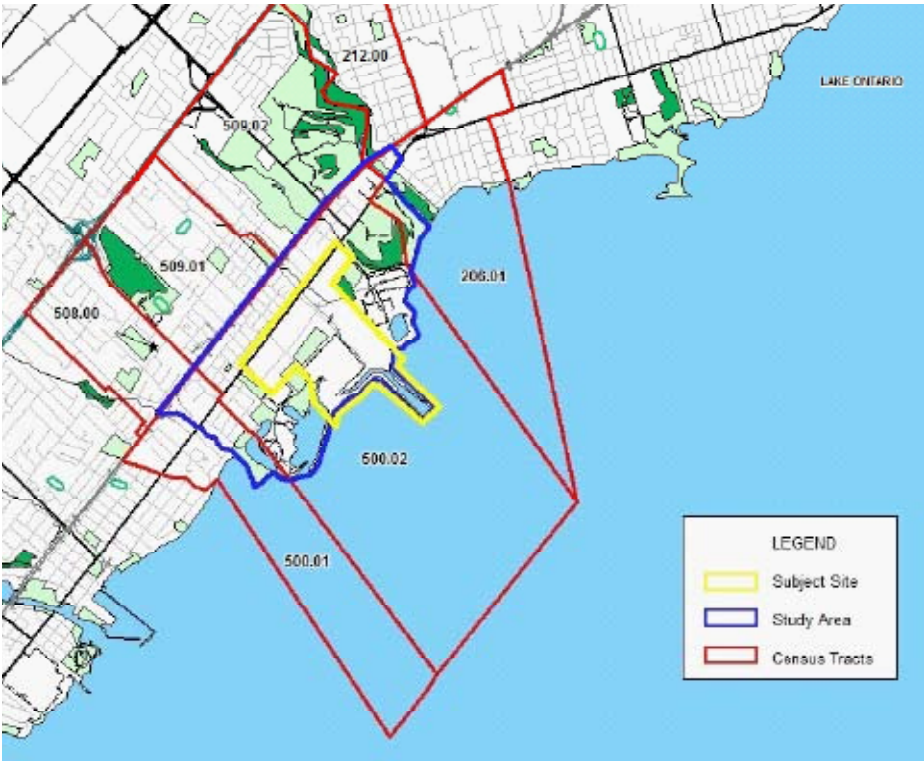 212.00
LAKE ONTARIO
509.02
509.01
206.01
508.00
500.02
500.01
LEGEND
Subject Site
Study Area
Census Tracts